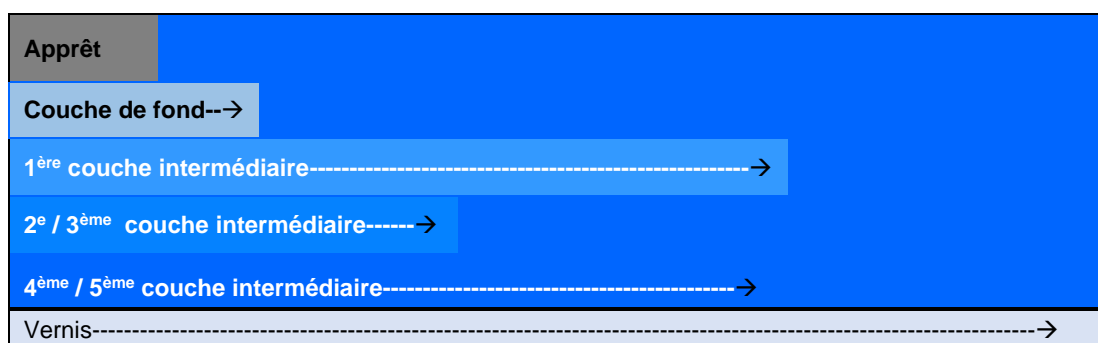 Apprêt
Couche de fond--→
1ère couche intermédiaire-------------------------------------------------------→
2e / 3ème  couche intermédiaire------→
4ème / 5ème couche intermédiaire--------------------------------------------→
Vernis----------------------------------------------------------------------------------------------------------------------→